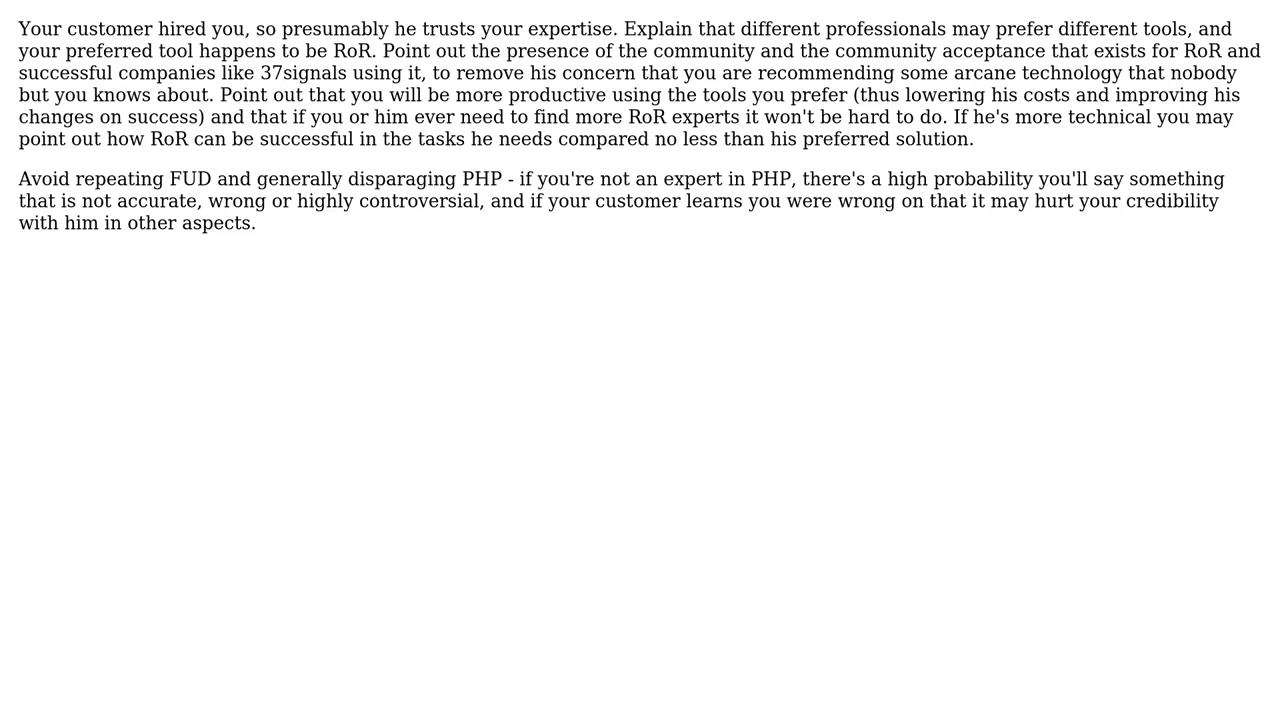 Your customer hired you, so presumably he trusts your expertise. Explain that different professionals may prefer different tools, and
your preferred tool happens to be RoR. Point out the presence of the community and the community acceptance that exists for RoR and
successful companies like 37signals using it, to remove his concern that you are recommending some arcane technology that nobody
but you knows about. Point out that you will be more productive using the tools you prefer (thus lowering his costs and improving his
changes on success) and that if you or him ever need to find more RoR experts it won't be hard to do. If he's more technical you may
point out how RoR can be successful in the tasks he needs compared no less than his preferred solution.
Avoid repeating FUD and generally disparaging PHP - if you're not an expert in PHP, there's a high probability you'll say something
that is not accurate, wrong or highly controversial, and if your customer learns you were wrong on that it may hurt your credibility
with him in other aspects.